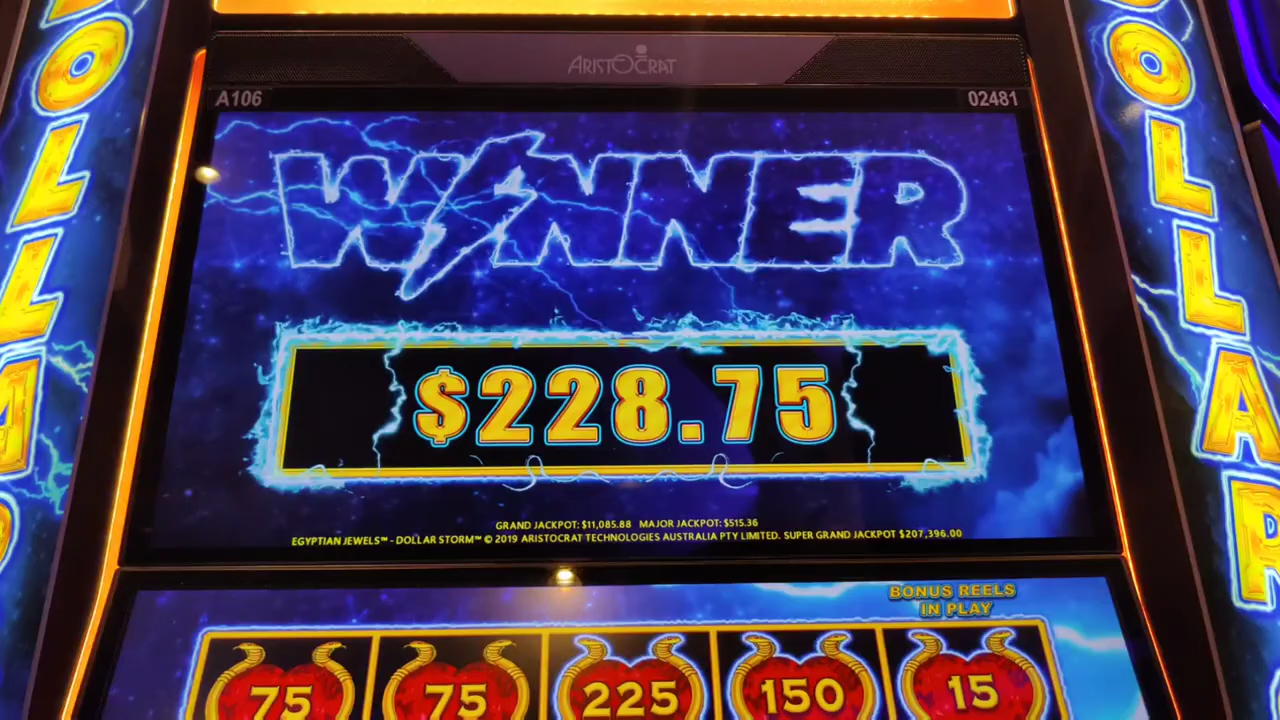 DOLLAR
ARISTOCRAT
A106
02481
WINNER
$228.75
GRAND JACKPOT: $11,085.88 MAJOR JACKPOT: $515.36
EGYPTIAN JEWELS™ - DOLLAR STORM™ © 2019 ARISTOCRAT TECHNOLOGIES AUSTRALIA PTY LIMITED. SUPER GRAND JACKPOT $207,396.00
BONUS REELS
IN PLAY
75 75 225 150 15
DOLLAR